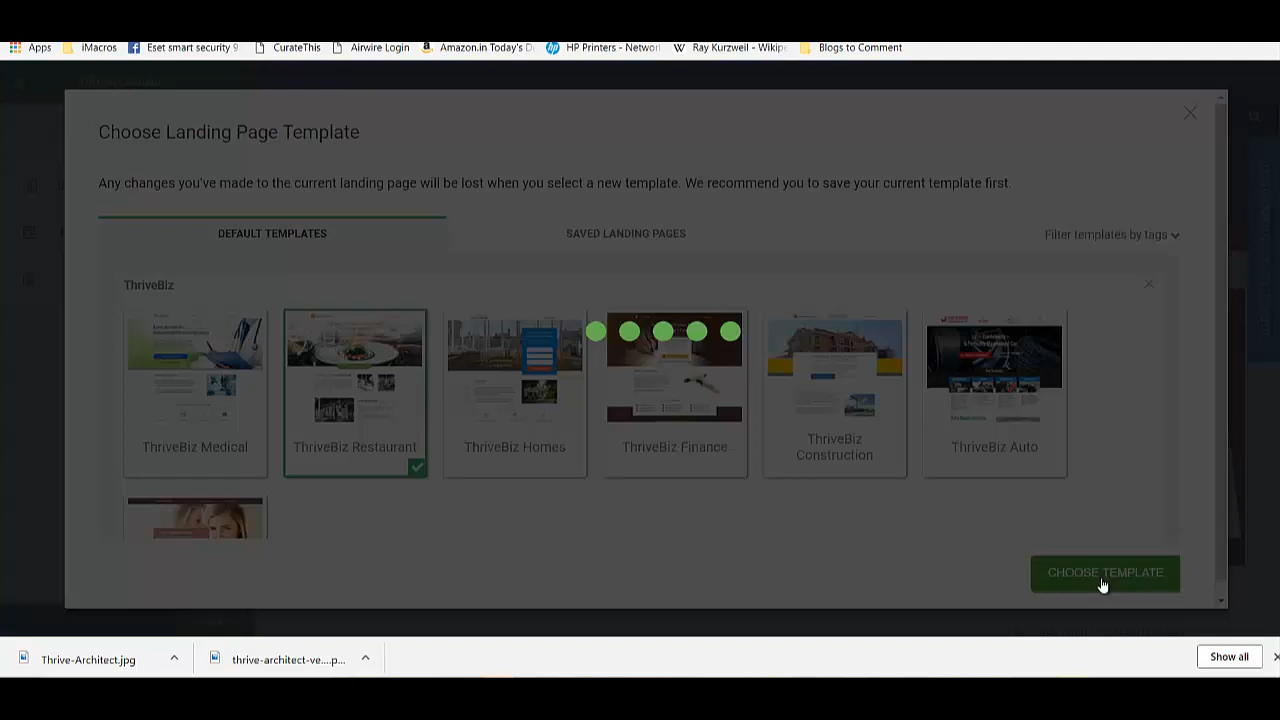 Apps iMacros Eset smart security 9 CurateThis Airwire Login Amazon.in Today's D HP Printers - Networ Ray Kurzweil - Wikipe Blogs to Comment
Choose Landing Page Template
Any changes you've made to the current landing page will be lost when you select a new template. We recommend you to save your current template first.
DEFAULT TEMPLATES SAVED LANDING PAGES Filter templates by tags
ThriveBiz
ThriveBiz Medical ThriveBiz Restaurant ThriveBiz Homes ThriveBiz Finance ThriveBiz Construction ThriveBiz Auto
CHOOSE TEMPLATE
Thrive-Architect.jpg thrive-architect-ve....p... Show all